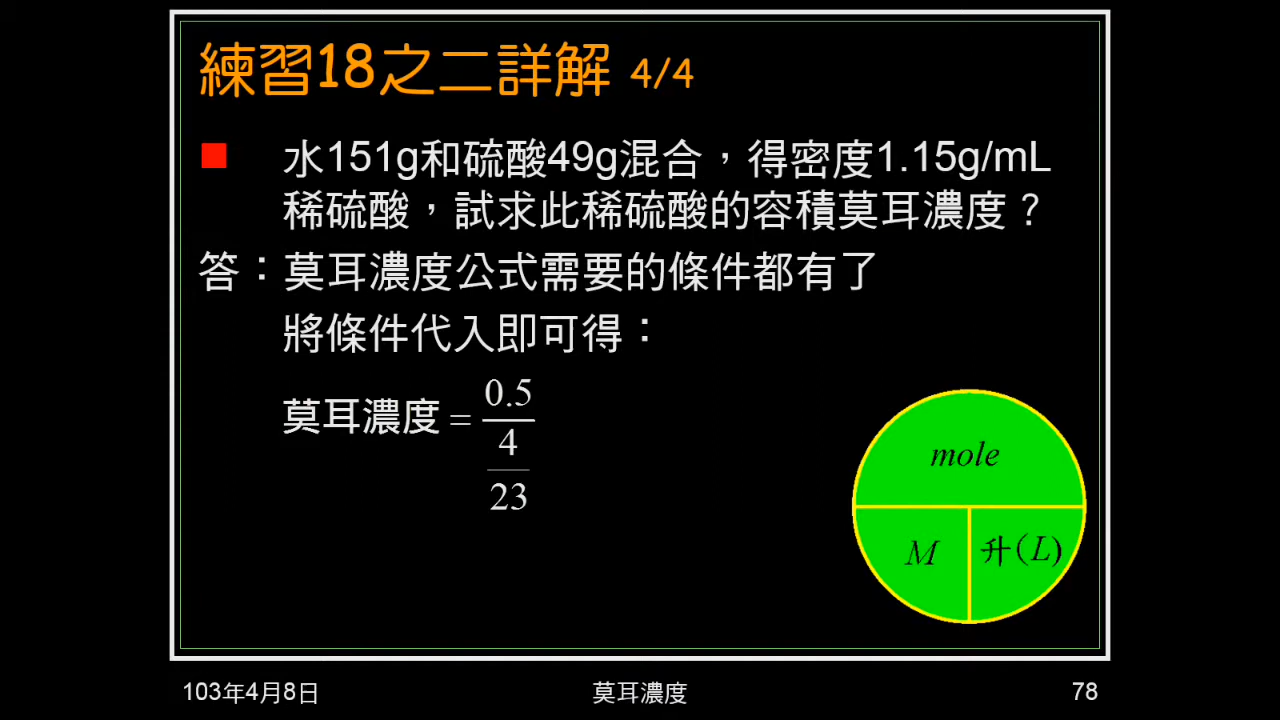 練習18之二詳解 4/4
水151g和硫酸49g混合，得密度1.15g/mL
稀硫酸，試求此稀硫酸的容積莫耳濃度？
答：莫耳濃度公式需要的條件都有了
將條件代入即可得：
莫耳濃度 = 0.5
4
23
mole
M
升(L)
103年4月8日
莫耳濃度
78